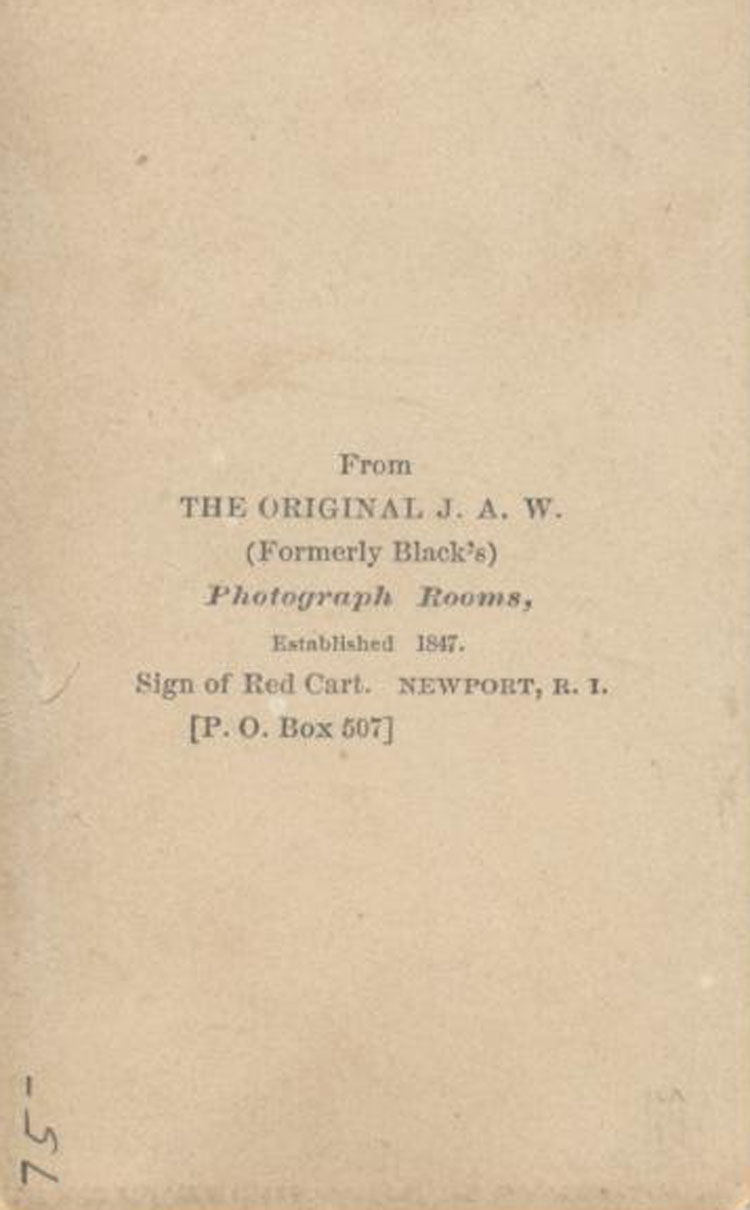 From
THE ORIGINAL J. A. W.
(Formerly Black's)
Photograph Rooms,
Established 1847.
Sign of Red Cart. NEWPORT, R. I.
[P. O. Box 507]
75-